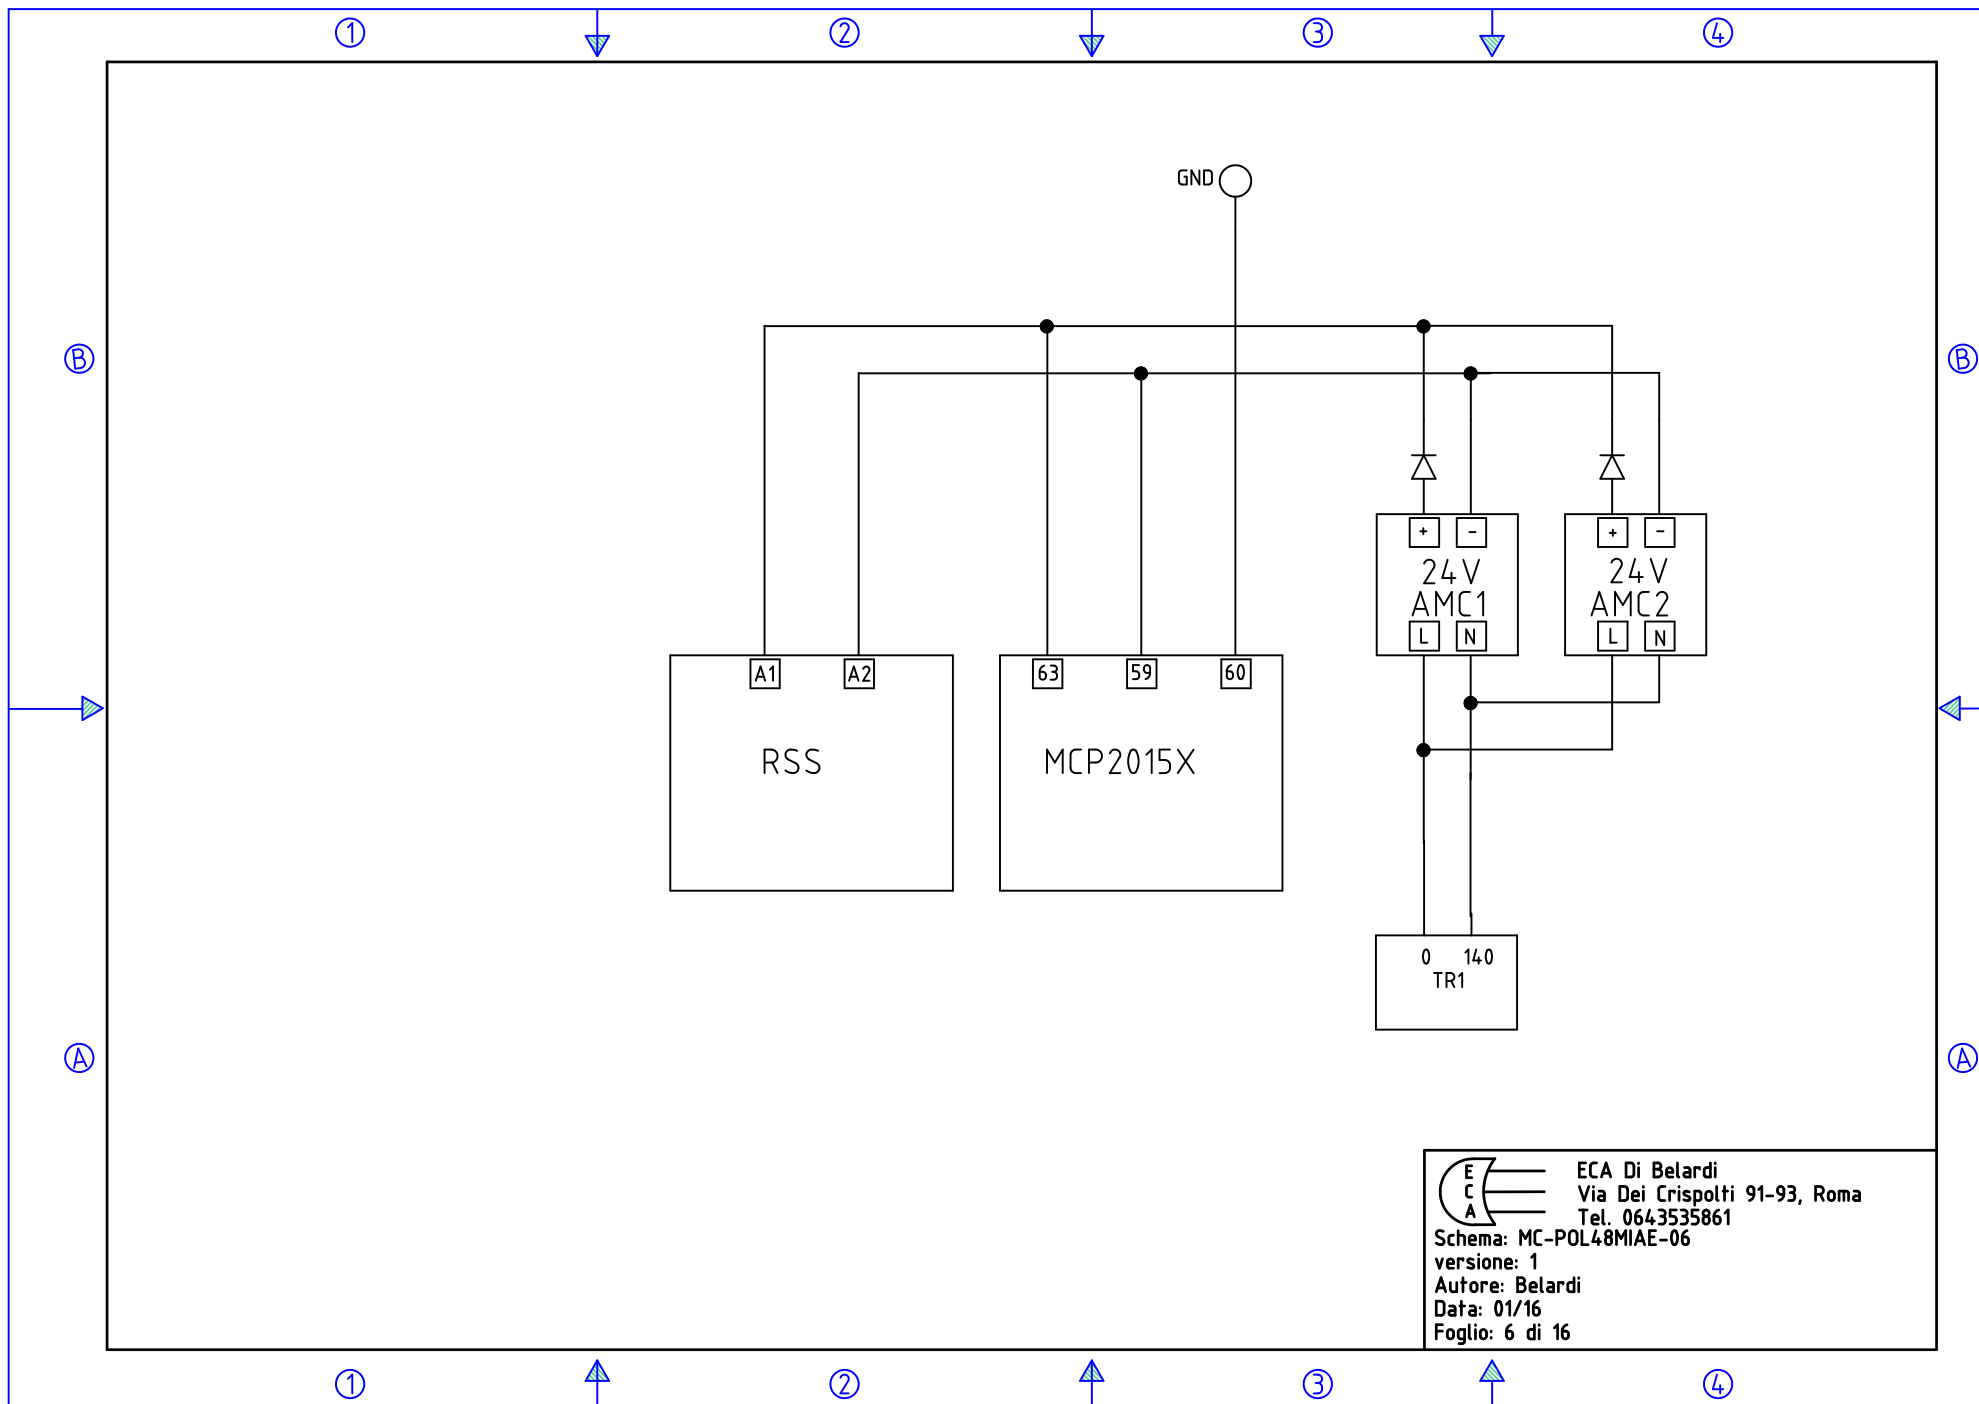 1 2 3 4
GND
B B
+ - + -
24V 24V
AMC1 AMC2
L N L N
A1 A2 63 59 60
RSS MCP2015X
0 140
TR1
A A
E
C
A
ECA Di Belardi
Via Dei Crispolti 91-93, Roma
Tel. 0643535861
Schema: MC-POL48MIAE-06
versione: 1
Autore: Belardi
Data: 01/16
Foglio: 6 di 16
1 2 3 4